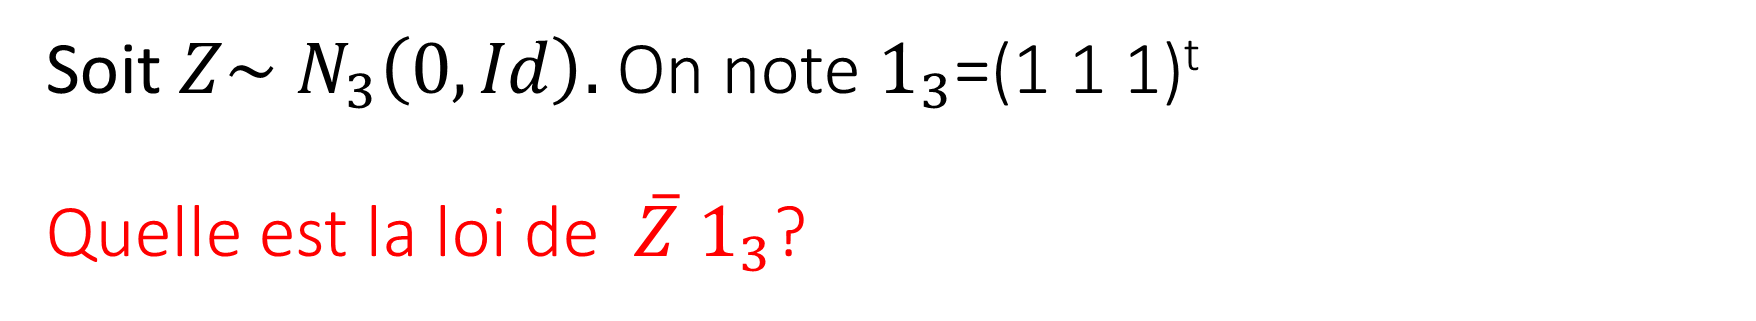 Soit 𝑍~ 𝑁₃(0, 𝐼𝑑). On note 1₃=(1 1 1)ᵗ
Quelle est la loi de 𝑍̅ 1₃?